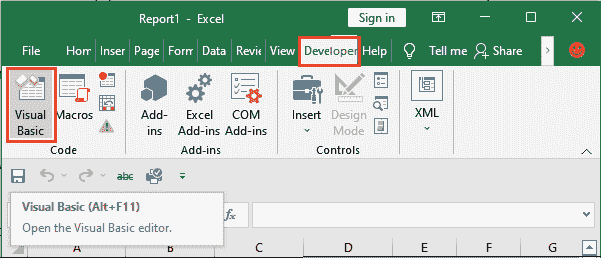 Report1 - Excel
Sign in
File Hom Inser Page Form Data Revie View Developer Help Tell me Share
Visual Basic
Macros
Add-ins
Excel Add-ins
COM Add-ins
Insert
Design Mode
XML
Code
Add-ins
Controls
abc
Visual Basic (Alt+F11)
Open the Visual Basic editor.
fx
A B C D E F G